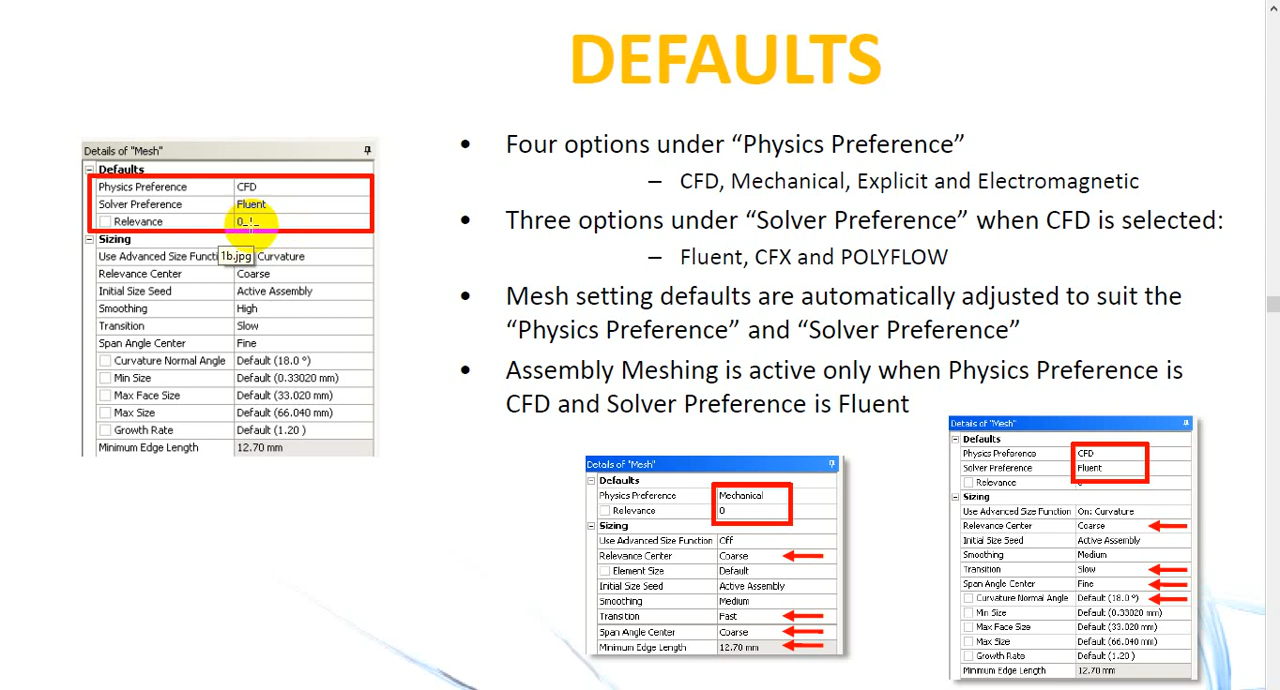 DEFAULTS
Details of "Mesh"
Defaults
Physics Preference CFD
Solver Preference Fluent
Relevance 0
Sizing
Use Advanced Size Functi Curvature
1b.jpg
Relevance Center Coarse
Initial Size Seed Active Assembly
Smoothing High
Transition Slow
Span Angle Center Fine
Curvature Normal Angle Default (18.0 °)
Min Size Default (0.33020 mm)
Max Face Size Default (33.020 mm)
Max Size Default (66.040 mm)
Growth Rate Default (1.20 )
Minimum Edge Length 12.70 mm
• Four options under “Physics Preference”
– CFD, Mechanical, Explicit and Electromagnetic
• Three options under “Solver Preference” when CFD is selected:
– Fluent, CFX and POLYFLOW
• Mesh setting defaults are automatically adjusted to suit the
“Physics Preference” and “Solver Preference”
• Assembly Meshing is active only when Physics Preference is
CFD and Solver Preference is Fluent
Details of "Mesh"
Defaults
Physics Preference Mechanical
Relevance 0
Sizing
Use Advanced Size Function Off
Relevance Center Coarse
Element Size Default
Initial Size Seed Active Assembly
Smoothing Medium
Transition Fast
Span Angle Center Coarse
Minimum Edge Length 12.70 mm
Details of "Mesh"
Defaults
Physics Preference CFD
Solver Preference Fluent
Relevance
Sizing
Use Advanced Size Function On: Curvature
Relevance Center Coarse
Initial Size Seed Active Assembly
Smoothing Medium
Transition Slow
Span Angle Center Fine
Curvature Normal Angle Default (18.0 °)
Min Size Default (0.33020 mm)
Max Face Size Default (33.020 mm)
Max Size Default (66.040 mm)
Growth Rate Default (1.20 )
Minimum Edge Length 12.70 mm